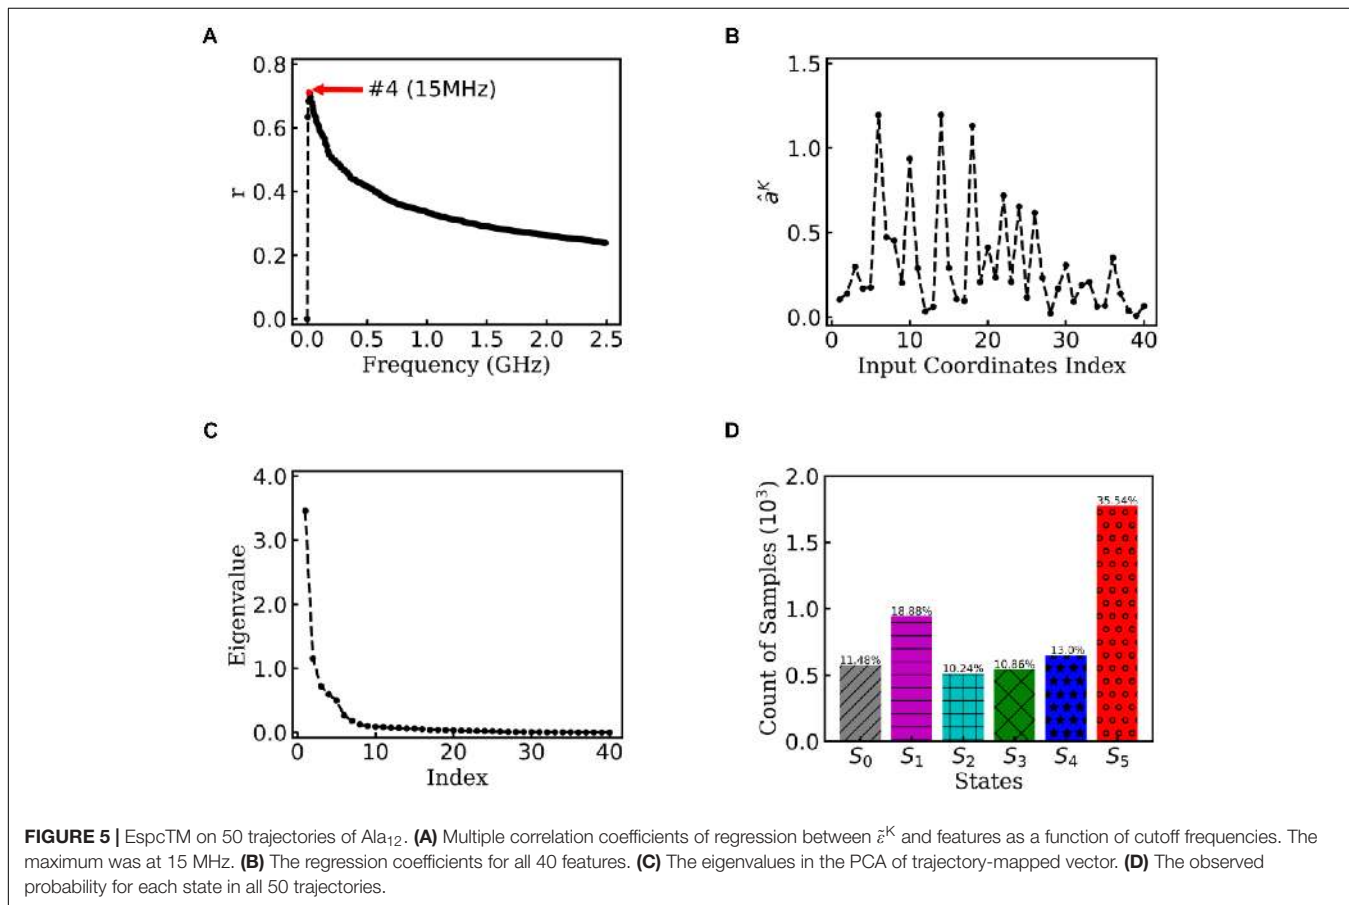 A
0.8
0.6
0.4
0.2
0.0
r
#4 (15MHz)
0.0 0.5 1.0 1.5 2.0 2.5
Frequency (GHz)
B
1.5
1.0
0.5
0.0
â^K
0 10 20 30 40
Input Coordinates Index
C
4.0
3.0
2.0
1.0
0.0
Eigenvalue
0 10 20 30 40
Index
D
2.0
1.5
1.0
0.5
0.0
Count of Samples (10³)
11.48% 18.88% 10.24% 10.86% 13.0% 35.54%
S₀ S₁ S₂ S₃ S₄ S₅
States
FIGURE 5 | EspcTM on 50 trajectories of Ala₁₂. (A) Multiple correlation coefficients of regression between ε̃ᴷ and features as a function of cutoff frequencies. The
maximum was at 15 MHz. (B) The regression coefficients for all 40 features. (C) The eigenvalues in the PCA of trajectory-mapped vector. (D) The observed
probability for each state in all 50 trajectories.